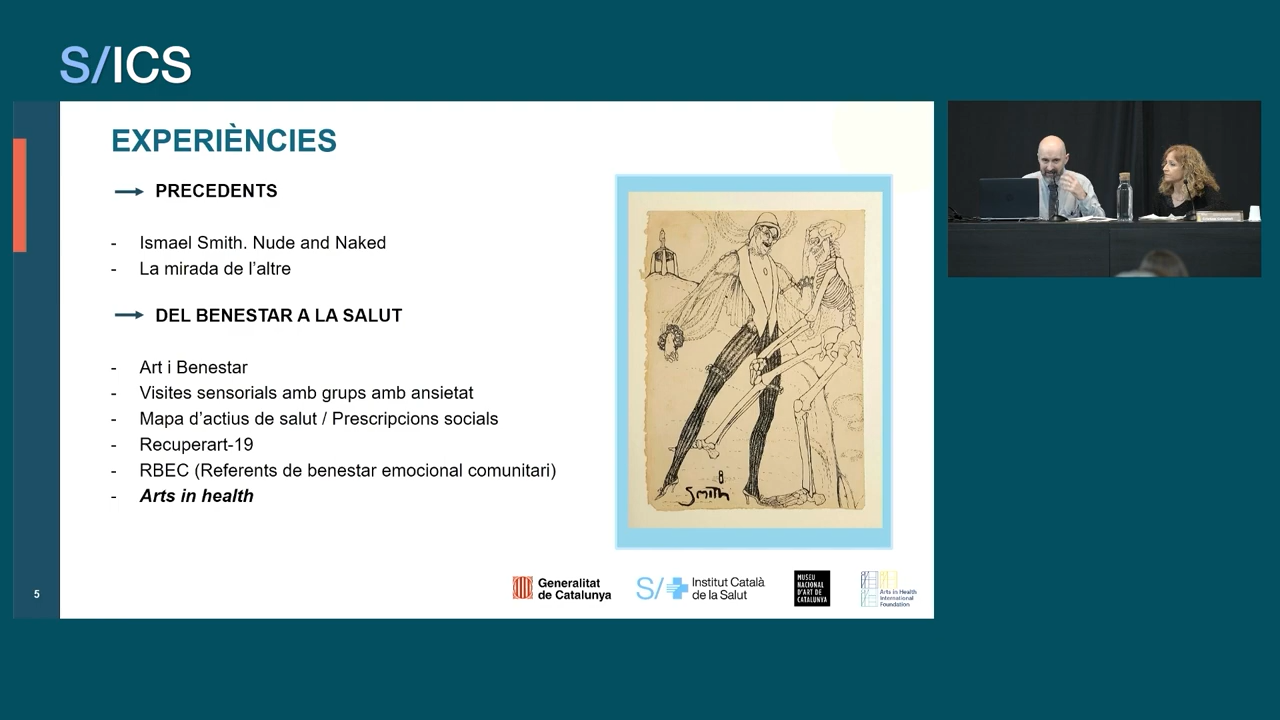 S/ICS
EXPERIÈNCIES
PRECEDENTS
- Ismael Smith. Nude and Naked
- La mirada de l’altre
DEL BENESTAR A LA SALUT
- Art i Benestar
- Visites sensorials amb grups amb ansietat
- Mapa d’actius de salut / Prescripcions socials
- Recuperart-19
- RBEC (Referents de benestar emocional comunitari)
- Arts in health
Smith
5
Generalitat
de Catalunya
S/
Institut Català
de la Salut
MUSEU
NACIONAL
D'ART DE
CATALUNYA
Arts in Health
International
Foundation